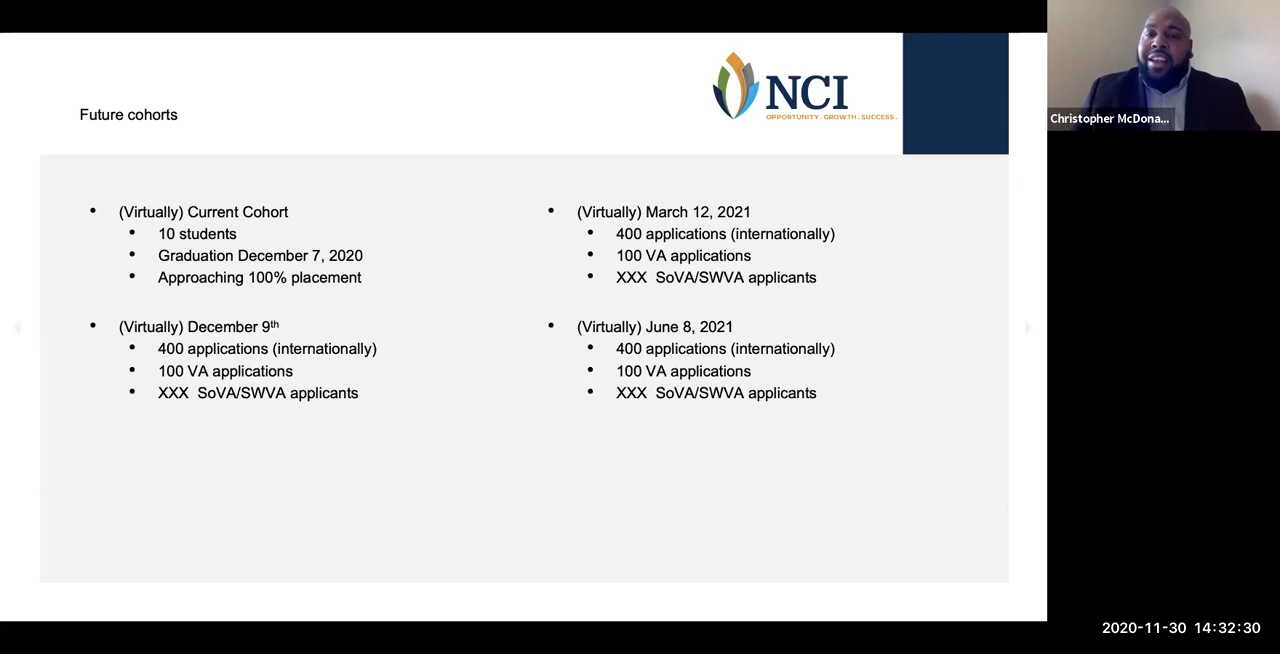 NCI
OPPORTUNITY. GROWTH. SUCCESS.
Future cohorts
• (Virtually) Current Cohort
• 10 students
• Graduation December 7, 2020
• Approaching 100% placement
• (Virtually) December 9th
• 400 applications (internationally)
• 100 VA applications
• XXX SoVA/SWVA applicants
• (Virtually) March 12, 2021
• 400 applications (internationally)
• 100 VA applications
• XXX SoVA/SWVA applicants
• (Virtually) June 8, 2021
• 400 applications (internationally)
• 100 VA applications
• XXX SoVA/SWVA applicants
Christopher McDona...
2020-11-30 14:32:30